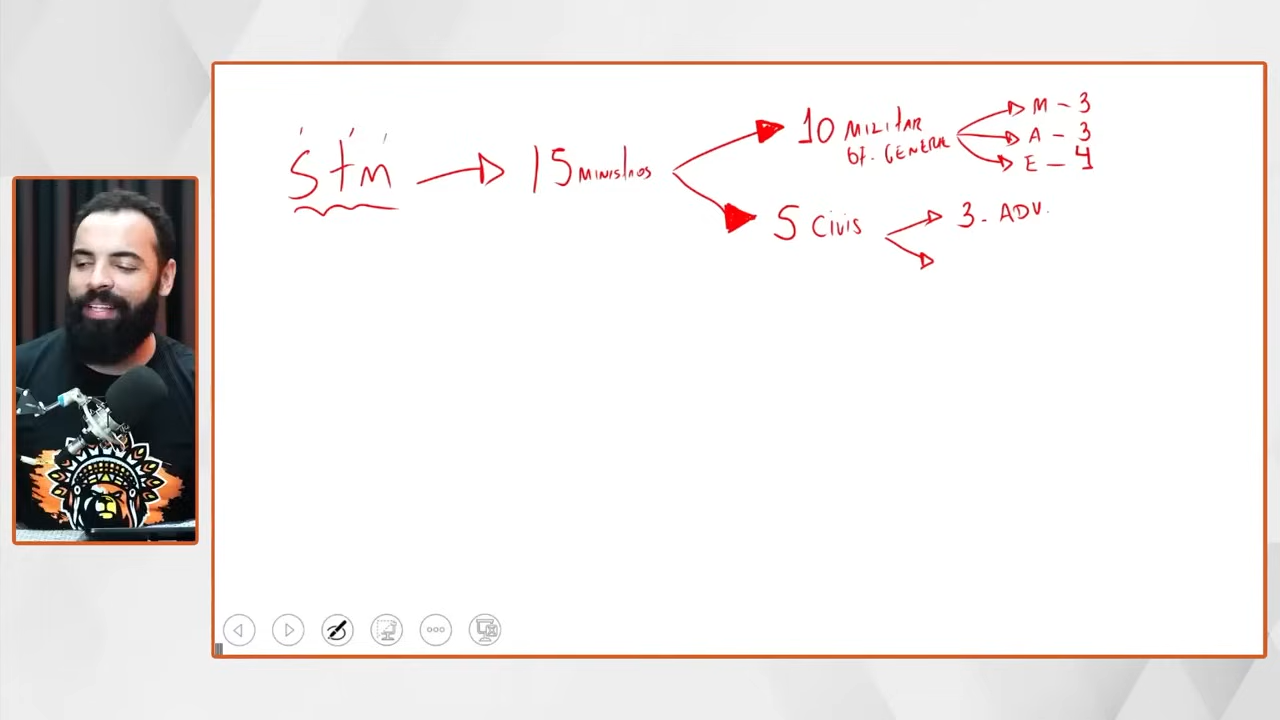 STM
15 MINISTROS
10 MILITAR
OF. GENERAL
M - 3
A - 3
E - 4
5 CIVIS
3 - ADV.